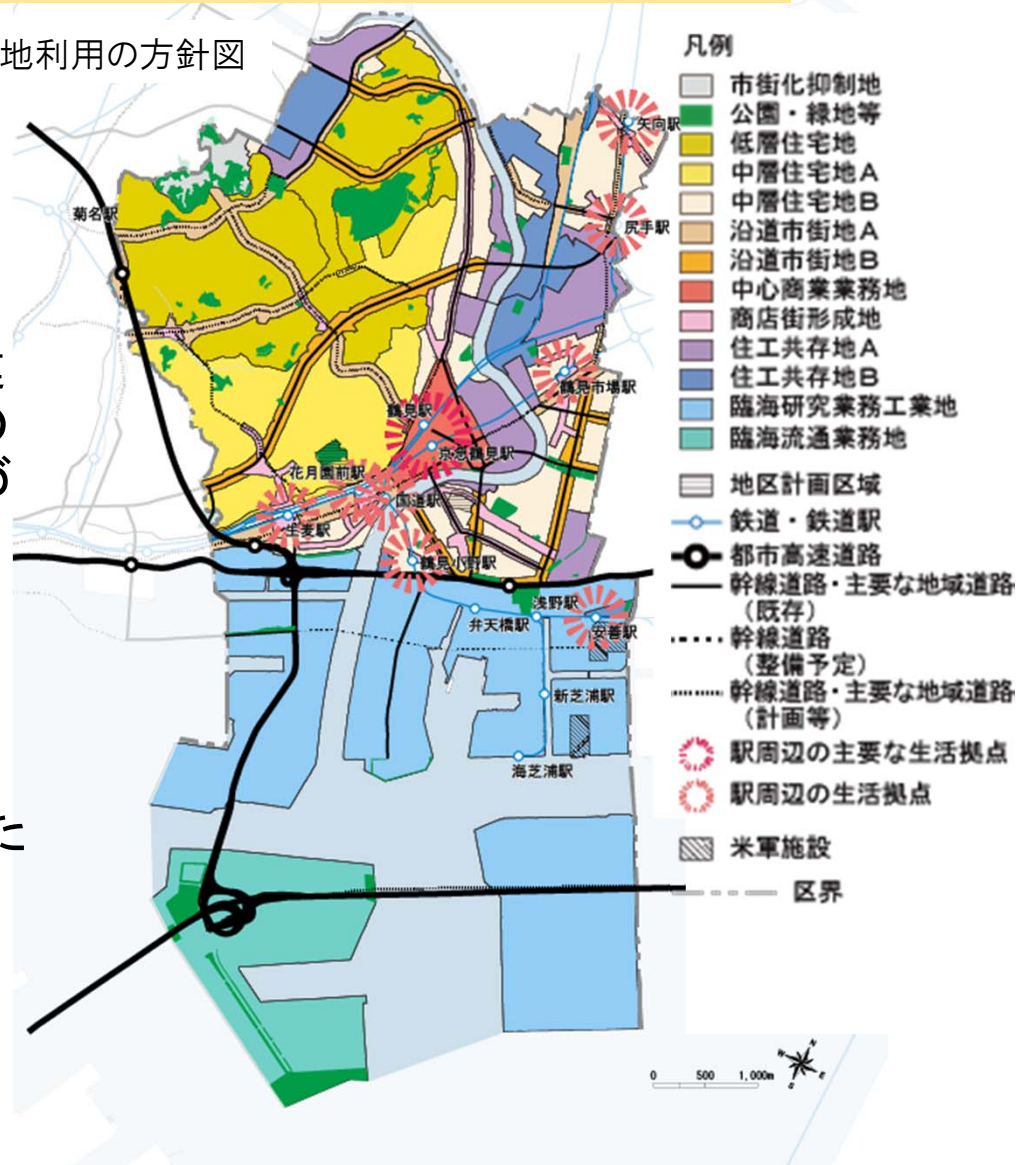 地利用の方針図
の
づ
た
凡例
市街化抑制地
公園・緑地等
低層住宅地
中層住宅地A
中層住宅地B
沿道市街地A
沿道市街地B
中心商業業務地
商店街形成地
住工共存地A
住工共存地B
臨海研究業務工業地
臨海流通業務地
地区計画区域
鉄道・鉄道駅
都市高速道路
幹線道路・主要な地域道路
(既存)
幹線道路
(整備予定)
幹線道路・主要な地域道路
(計画等)
駅周辺の主要な生活拠点
駅周辺の生活拠点
米軍施設
区界
矢向駅
菊名駅
尻手駅
鶴見市場駅
鶴見駅
京急鶴見駅
花月園前駅
国道駅
生麦駅
鶴見小野駅
浅野駅
弁天橋駅
安善駅
新芝浦駅
海芝浦駅
N
W
E
S
0 500 1,000m